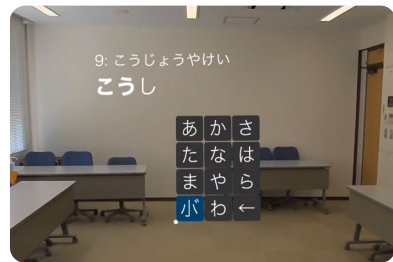 9: こうじょうやけい
こうし
あ か さ
た な は
ま や ら
小゛ わ ←